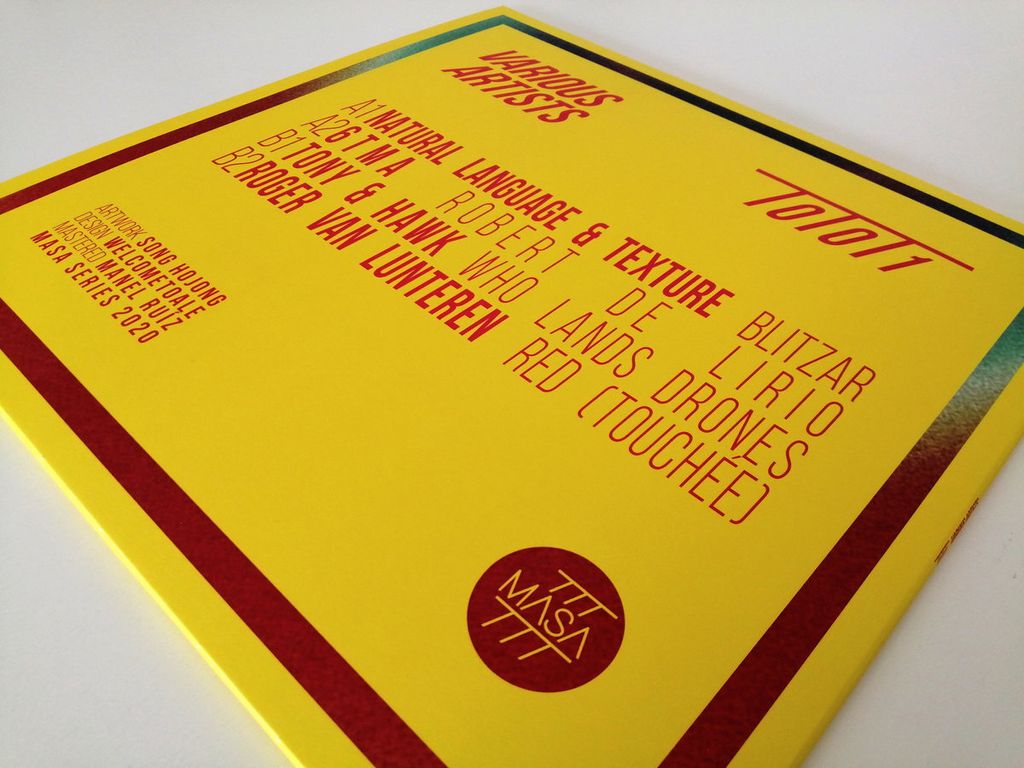 VARIOUS
ARTISTS
TOTOT1
A1 NATURAL LANGUAGE & TEXTURE BLITZAR
A2 GTMA ROBERT DE LIRIO
B1 TONY & HAWK WHO LANDS DRONES
B2 ROGER VAN LUNTEREN RED (TOUCHÉE)
ARTWORK SONG HOJONG
DESIGN WELCOMETOALE
MASTERED MANEL RUIZ
MASA SERIES 2020
TTT
MASA
TTT